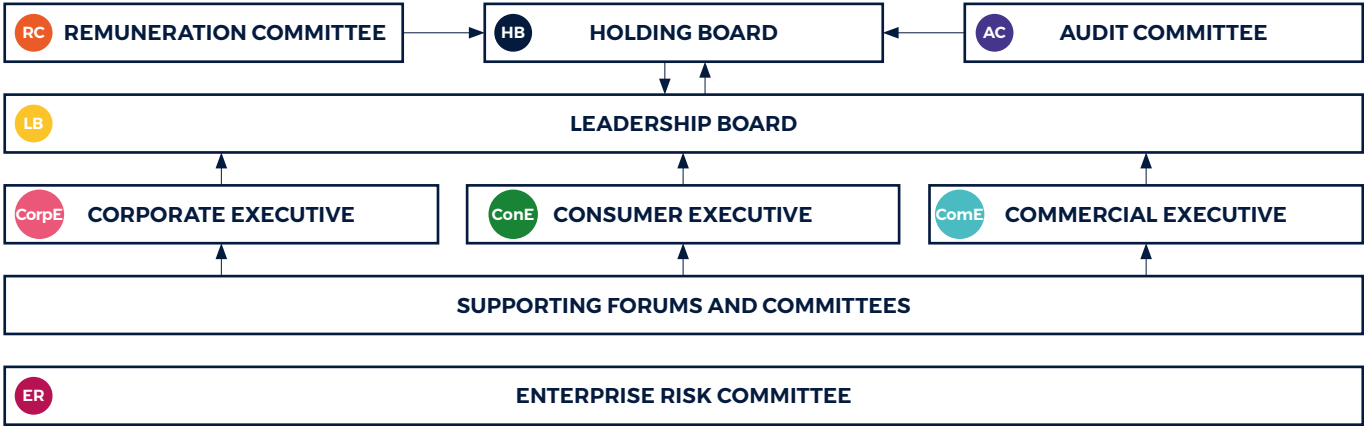 RC REMUNERATION COMMITTEE
HB HOLDING BOARD
AC AUDIT COMMITTEE
LB LEADERSHIP BOARD
CorpE CORPORATE EXECUTIVE
ConE CONSUMER EXECUTIVE
ComE COMMERCIAL EXECUTIVE
SUPPORTING FORUMS AND COMMITTEES
ER ENTERPRISE RISK COMMITTEE